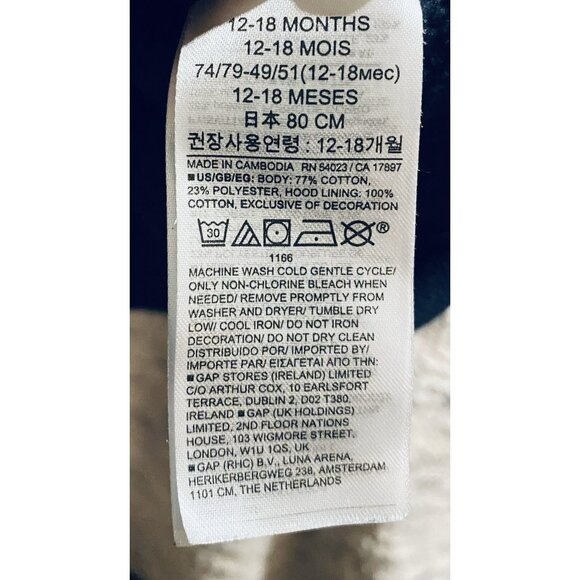 12-18 MONTHS
12-18 MOIS
74/79-49/51(12-18мес)
12-18 MESES
日本 80 CM
권장사용연령 : 12-18개월
MADE IN CAMBODIA RN 54023 / CA 17897
■ US/GB/EG: BODY: 77% COTTON,
23% POLYESTER, HOOD LINING: 100%
COTTON, EXCLUSIVE OF DECORATION
30 ®
1166
MACHINE WASH COLD GENTLE CYCLE/
ONLY NON-CHLORINE BLEACH WHEN
NEEDED/ REMOVE PROMPTLY FROM
WASHER AND DRYER/ TUMBLE DRY
LOW/ COOL IRON/ DO NOT IRON
DECORATION/ DO NOT DRY CLEAN
DISTRIBUIDO POR/ IMPORTED BY/
IMPORTE PAR/ ΕΙΣΑΓΕΤΑΙ ΑΠΟ ΤΗΝ:
■ GAP STORES (IRELAND) LIMITED
C/O ARTHUR COX, 10 EARLSFORT
TERRACE, DUBLIN 2, D02 T380,
IRELAND ■ GAP (UK HOLDINGS)
LIMITED, 2ND FLOOR NATIONS
HOUSE, 103 WIGMORE STREET,
LONDON, W1U 1QS, UK
■ GAP (RHC) B.V., LUNA ARENA,
HERIKERBERGWEG 238, AMSTERDAM
1101 CM, THE NETHERLANDS